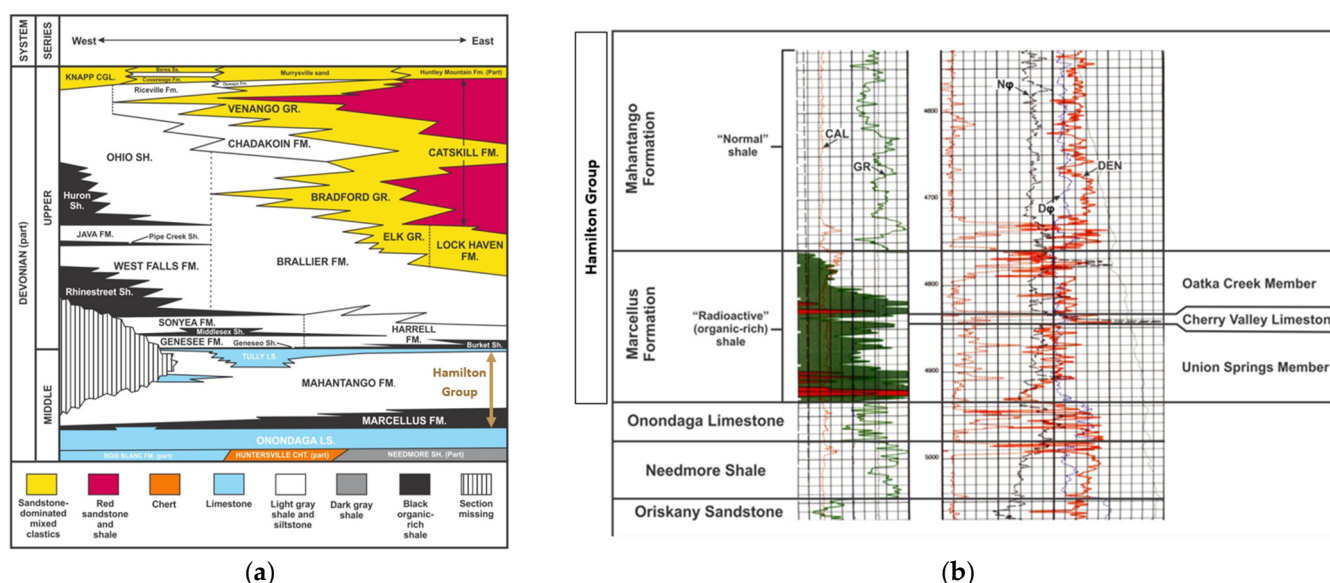 SYSTEM
SERIES
West
East
DEVONIAN (part)
UPPER
MIDDLE
KNAPP CGL.
Berea Ss.
Cussewago Fm.
Riceville Fm.
Murrysville sand
Huntley Mountain Fm. (Part)
VENANGO GR.
CHADAKOIN FM.
OHIO SH.
CATSKILL FM.
Huron
Sh.
BRADFORD GR.
JAVA FM.
Pipe Creek Sh.
ELK GR.
LOCK HAVEN
FM.
WEST FALLS FM.
BRALLIER FM.
Rhinestreet Sh.
SONYEA FM.
Middlesex Sh.
HARRELL
FM.
GENESEE FM.
Geneseo Sh.
Burket Sh.
TULLY LS.
Hamilton
Group
MAHANTANGO FM.
MARCELLUS FM.
ONONDAGA LS.
BOIS BLANC FM. (part)
HUNTERSVILLE CHT. (part)
NEEDMORE SH. (Part)
Sandstone-
dominated
mixed
clastics
Red
sandstone
and
shale
Chert
Limestone
Light gray
shale and
siltstone
Dark gray
shale
Black
organic-
rich
shale
Section
missing
(a)
Hamilton Group
Mahantango
Formation
"Normal"
shale
CAL
GR
Nφ
DEN
Dφ
4600
4700
Marcellus
Formation
"Radioactive"
(organic-rich)
shale
4800
4900
Oatka Creek Member
Cherry Valley Limeston
Union Springs Member
Onondaga Limestone
Needmore Shale
5000
Oriskany Sandstone
(b)